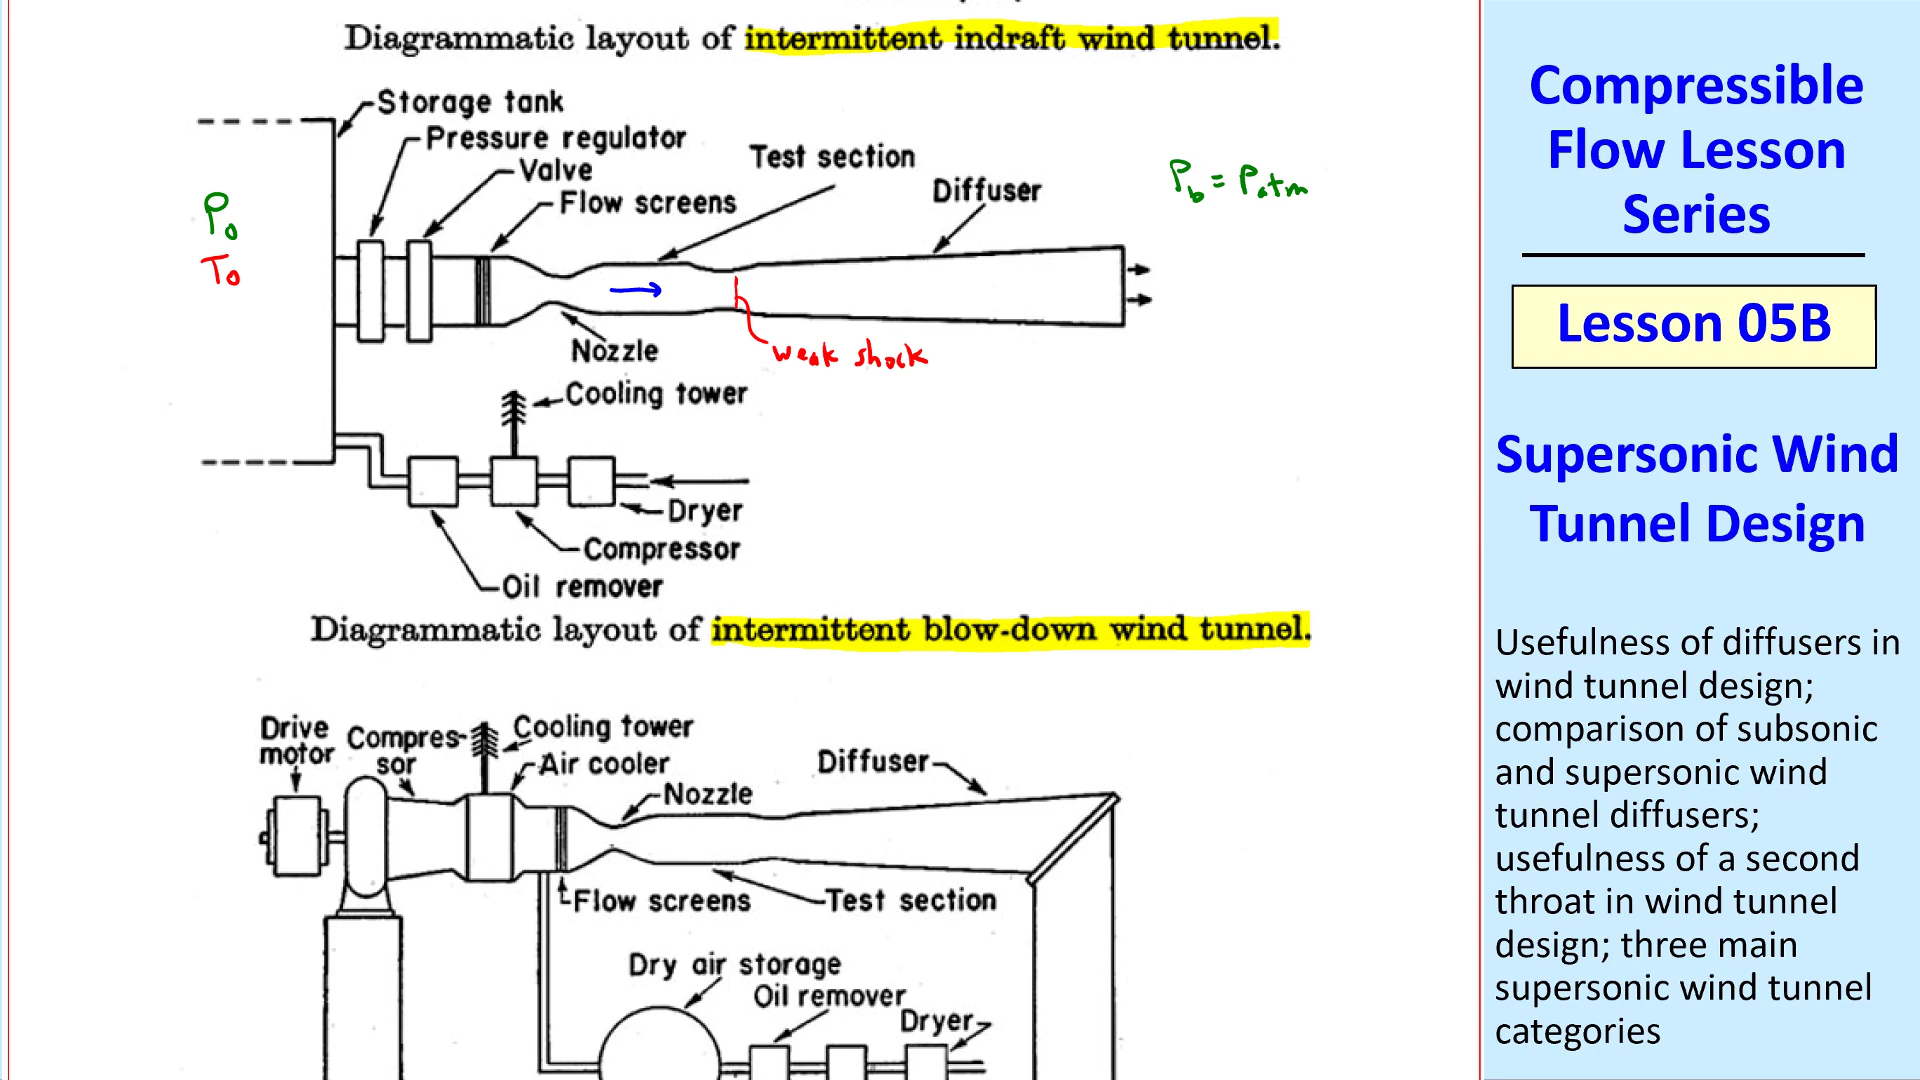 Diagrammatic layout of intermittent indraft wind tunnel.
Storage tank
Pressure regulator
Valve
Flow screens
Test section
Diffuser
P₀
T₀
P_b = P_atm
Nozzle
weak shock
Cooling tower
Dryer
Compressor
Oil remover
Diagrammatic layout of intermittent blow-down wind tunnel.
Drive
motor
Compres-
sor
Cooling tower
Air cooler
Nozzle
Diffuser
Flow screens
Test section
Dry air storage
Oil remover
Dryer
Compressible
Flow Lesson
Series
Lesson 05B
Supersonic Wind
Tunnel Design
Usefulness of diffusers in
wind tunnel design;
comparison of subsonic
and supersonic wind
tunnel diffusers;
usefulness of a second
throat in wind tunnel
design; three main
supersonic wind tunnel
categories